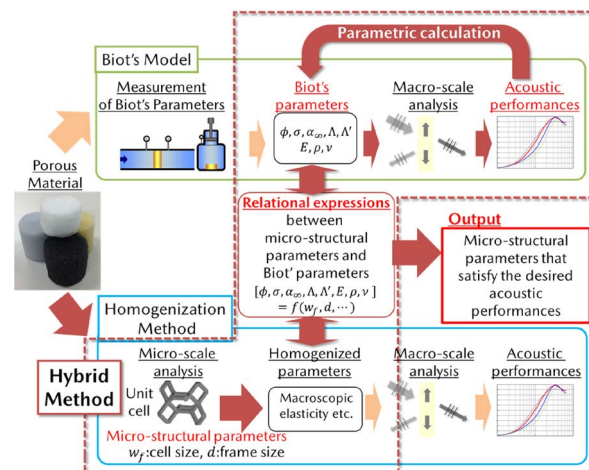 Parametric calculation
Biot's Model
Measurement
of Biot's Parameters
Biot's
parameters
Macro-scale
analysis
Acoustic
performances
ϕ, σ, α∞, Λ, Λ′
E, ρ, ν
Porous
Material
Relational expressions
between
micro-structural
parameters and
Biot' parameters
[ϕ, σ, α∞, Λ, Λ′, E, ρ, ν ]
= f(w_f, d, ⋯)
Output
Micro-structural
parameters that
satisfy the desired
acoustic
performances
Homogenization
Method
Hybrid
Method
Micro-scale
analysis
Homogenized
parameters
Macro-scale
analysis
Acoustic
performances
Unit
cell
Macroscopic
elasticity etc.
Micro-structural parameters
w_f:cell size, d:frame size